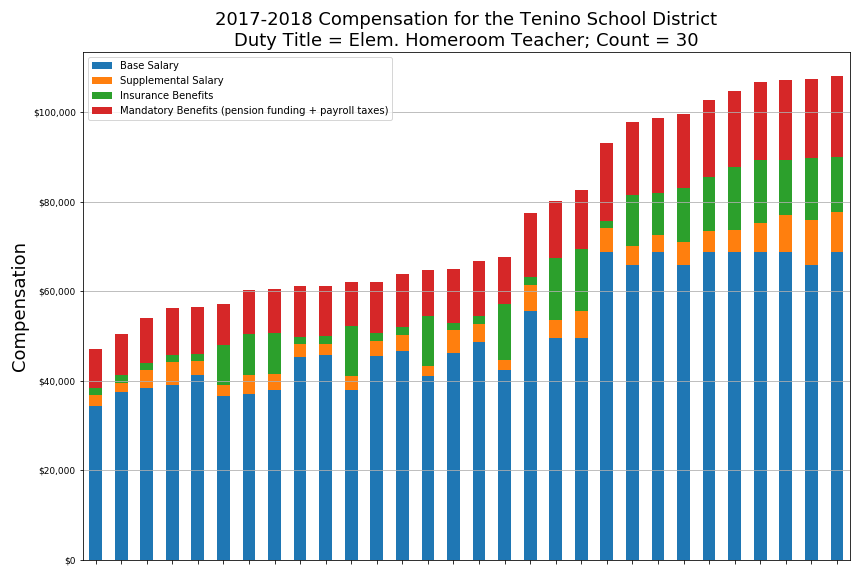 2017-2018 Compensation for the Tenino School District
Duty Title = Elem. Homeroom Teacher; Count = 30
Base Salary
Supplemental Salary
Insurance Benefits
Mandatory Benefits (pension funding + payroll taxes)
Compensation
$100,000
$80,000
$60,000
$40,000
$20,000
$0